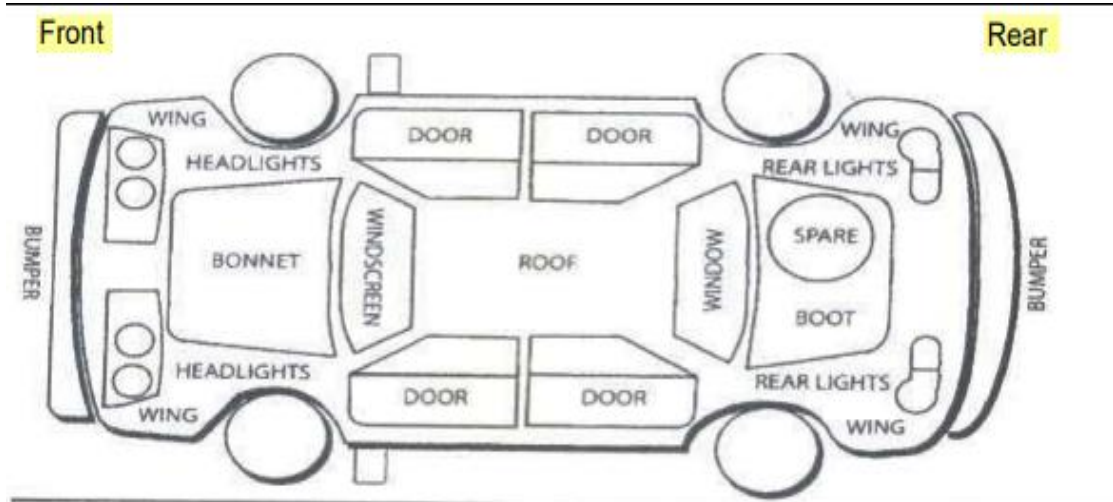 Front
Rear
WING
WING
DOOR
DOOR
HEADLIGHTS
REAR LIGHTS
BUMPER
BONNET
WINDSCREEN
ROOF
WINDOW
SPARE
BOOT
BUMPER
HEADLIGHTS
REAR LIGHTS
DOOR
DOOR
WING
WING